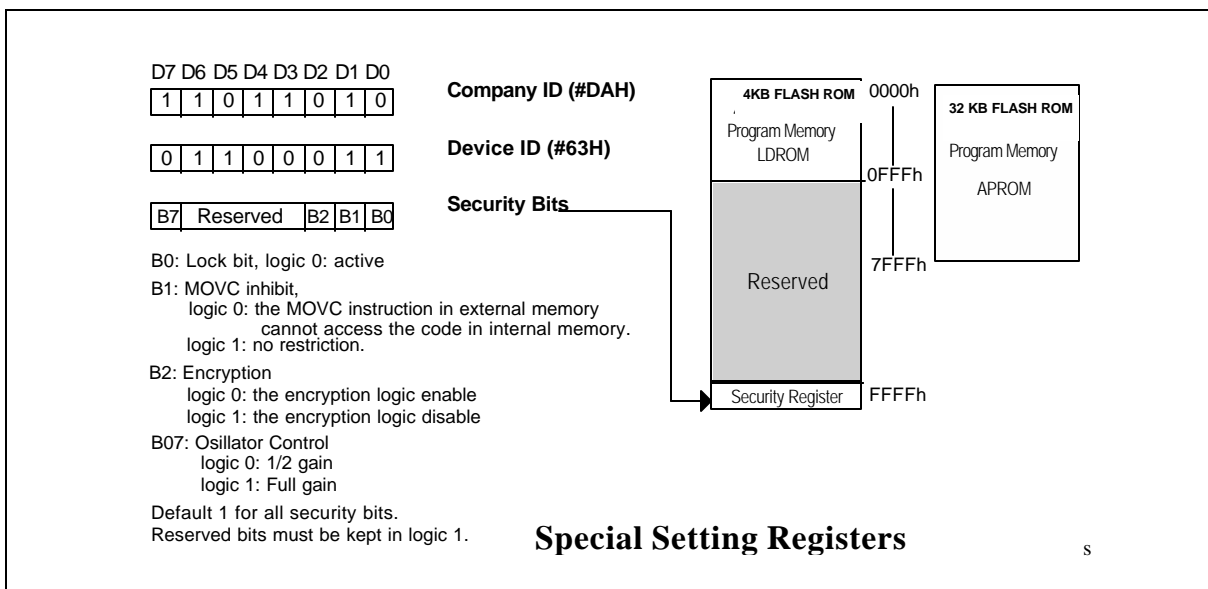 D7 D6 D5 D4 D3 D2 D1 D0
1 1 0 1 1 0 1 0
Company ID (#DAH)
0 1 1 0 0 0 1 1
Device ID (#63H)
B7 Reserved B2 B1 B0
Security Bits
B0: Lock bit, logic 0: active
B1: MOVC inhibit,
logic 0: the MOVC instruction in external memory
cannot access the code in internal memory.
logic 1: no restriction.
B2: Encryption
logic 0: the encryption logic enable
logic 1: the encryption logic disable
B07: Osillator Control
logic 0: 1/2 gain
logic 1: Full gain
Default 1 for all security bits.
Reserved bits must be kept in logic 1.
4KB FLASH ROM
Program Memory
LDROM
Reserved
Security Register
0000h
0FFFh
7FFFh
FFFFh
32 KB FLASH ROM
Program Memory
APROM
Special Setting Registers
s